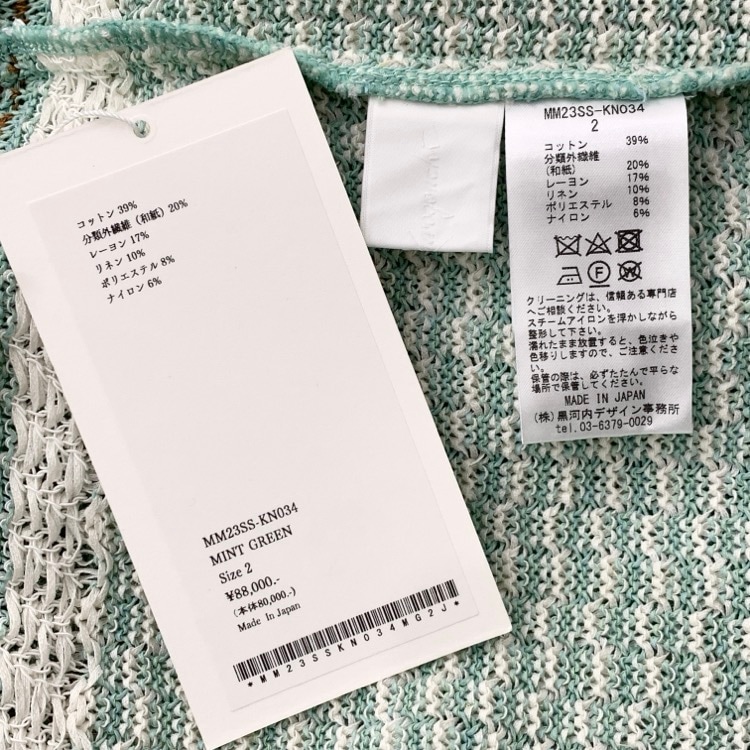 コットン 39%
分類外繊維（和紙）20%
レーヨン 17%
リネン 10%
ポリエステル 8%
ナイロン 6%
MM23SS-KN034
MINT GREEN
Size 2
¥88,000.-
(本体80,000.-)
Made In Japan
*MM23SSKN034MG2J*
MM23SS-KN034
2
コットン 39%
分類外繊維
(和紙) 20%
レーヨン 17%
リネン 10%
ポリエステル 8%
ナイロン 6%
クリーニングは、信頼ある専門店
へご相談ください。
スチームアイロンを浮かしながら
整形して下さい。
濡れたまま放置すると、色泣きや
色移りしますので、ご注意くださ
い。
保管の際は、必ずたたんで平らな
場所で保管してください。
MADE IN JAPAN
(株)黒河内デザイン事務所
tel.03-6379-0029